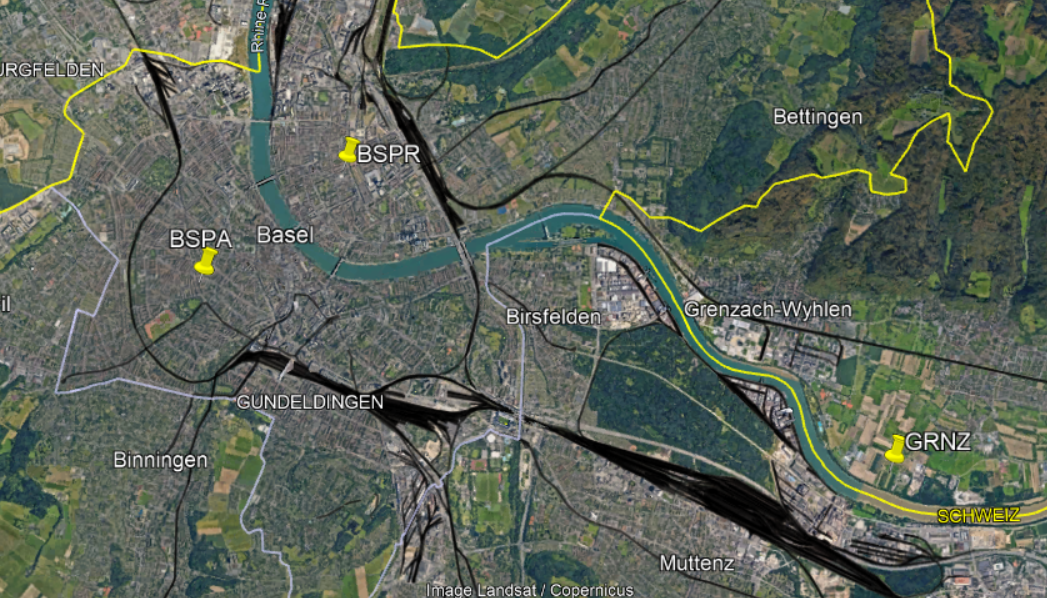 Rhine-R
URGFELDEN
Bettingen
BSPR
BSPA
Basel
il
Birsfelden
Grenzach-Wyhlen
GUNDELDINGEN
GRNZ
Binningen
SCHWEIZ
Muttenz
Image Landsat / Copernicus